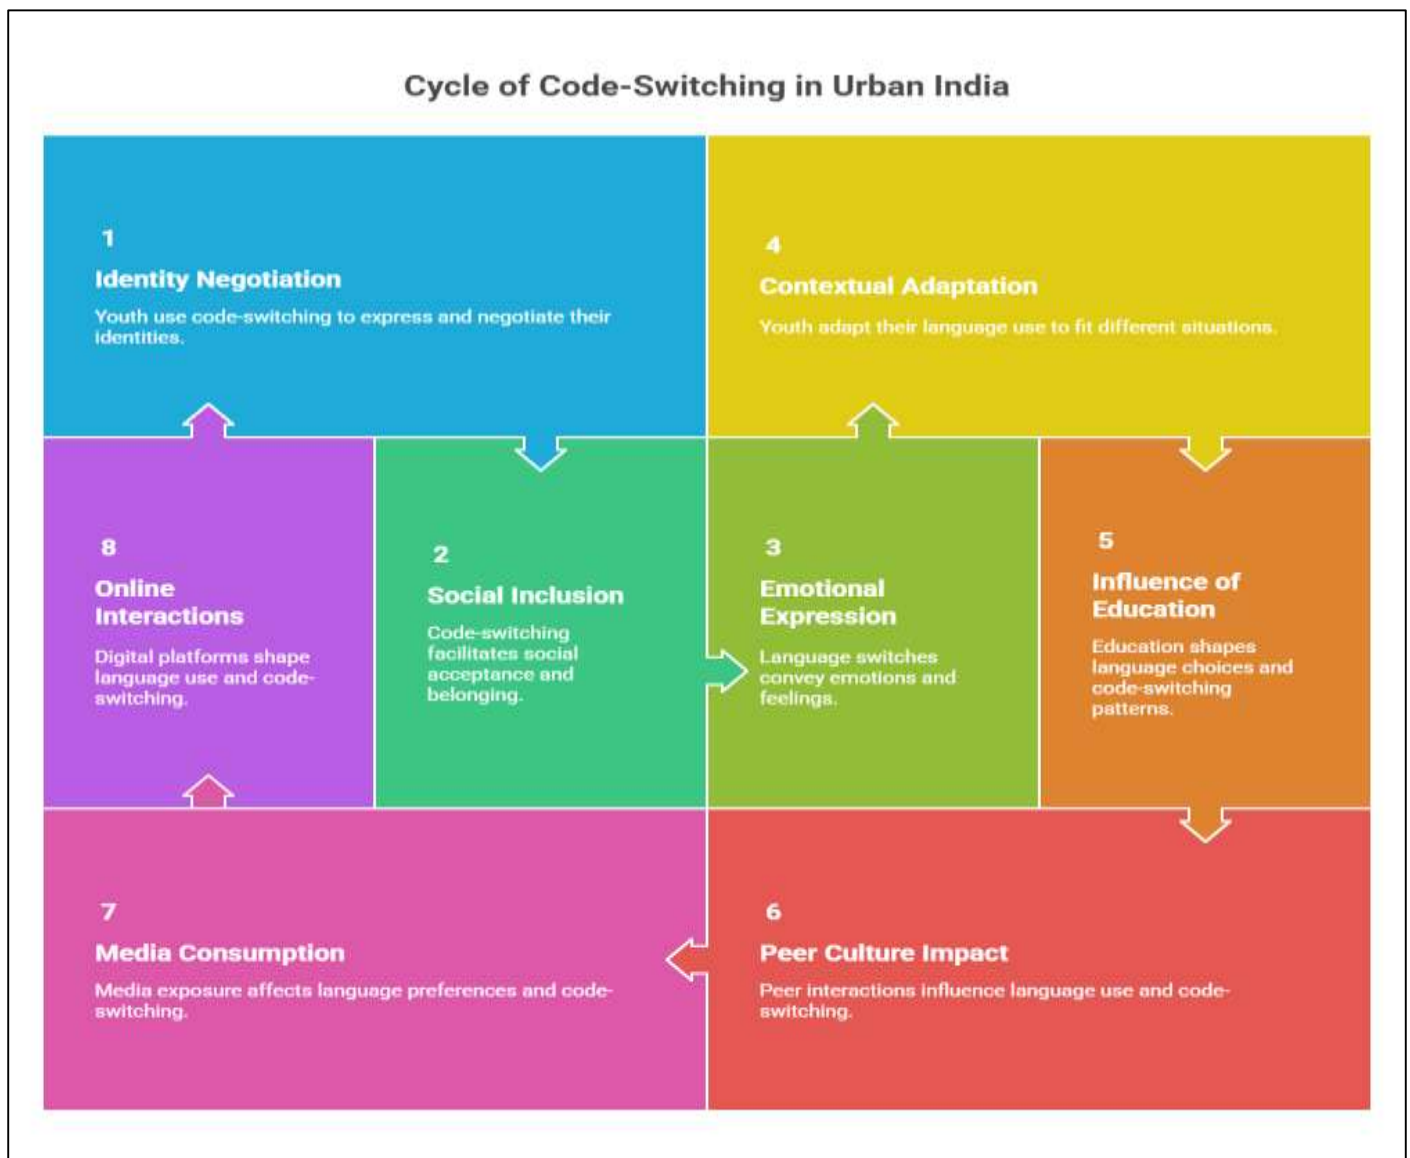 Cycle of Code-Switching in Urban India
1
Identity Negotiation
Youth use code-switching to express and negotiate their
identities.
2
Social Inclusion
Code-switching
facilitates social
acceptance and
belonging.
3
Emotional
Expression
Language switches
convey emotions and
feelings.
4
Contextual Adaptation
Youth adapt their language use to fit different situations.
5
Influence of
Education
Education shapes
language choices and
code-switching
patterns.
6
Peer Culture Impact
Peer interactions influence language use and code-
switching.
7
Media Consumption
Media exposure affects language preferences and code-
switching.
8
Online
Interactions
Digital platforms shape
language use and code-
switching.